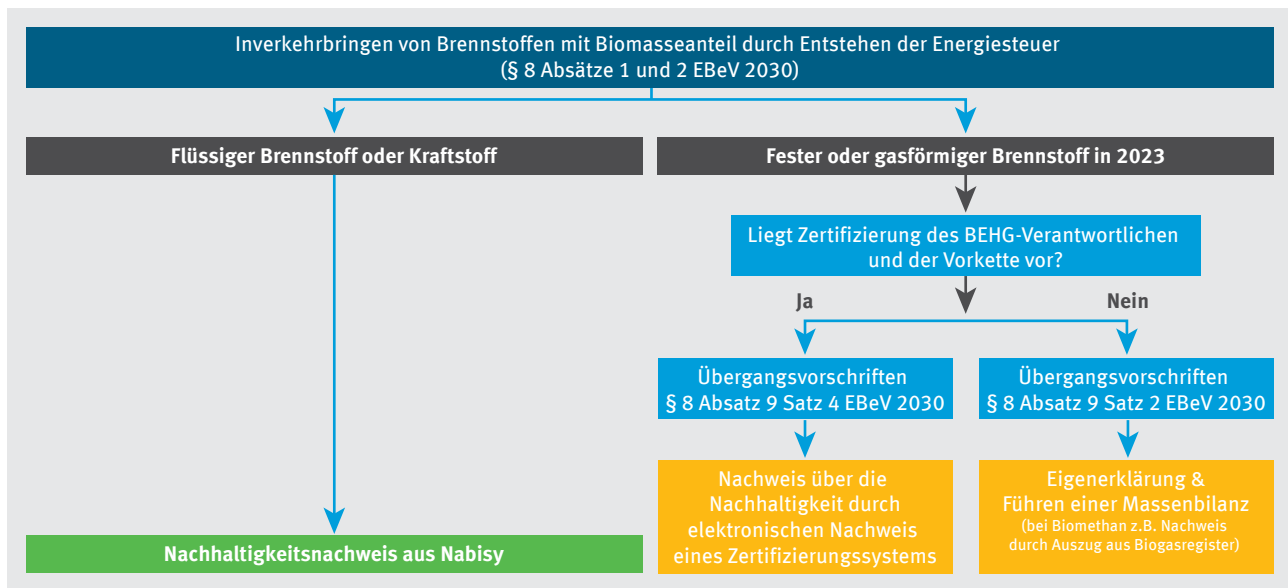 Inverkehrbringen von Brennstoffen mit Biomasseanteil durch Entstehen der Energiesteuer
(§ 8 Absätze 1 und 2 EBeV 2030)
Flüssiger Brennstoff oder Kraftstoff
Fester oder gasförmiger Brennstoff in 2023
Liegt Zertifizierung des BEHG-Verantwortlichen
und der Vorkette vor?
Ja
Nein
Übergangsvorschriften
§ 8 Absatz 9 Satz 4 EBeV 2030
Übergangsvorschriften
§ 8 Absatz 9 Satz 2 EBeV 2030
Nachweis über die
Nachhaltigkeit durch
elektronischen Nachweis
eines Zertifizierungssystems
Eigenerklärung &
Führen einer Massenbilanz
(bei Biomethan z.B. Nachweis
durch Auszug aus Biogasregister)
Nachhaltigkeitsnachweis aus Nabisy